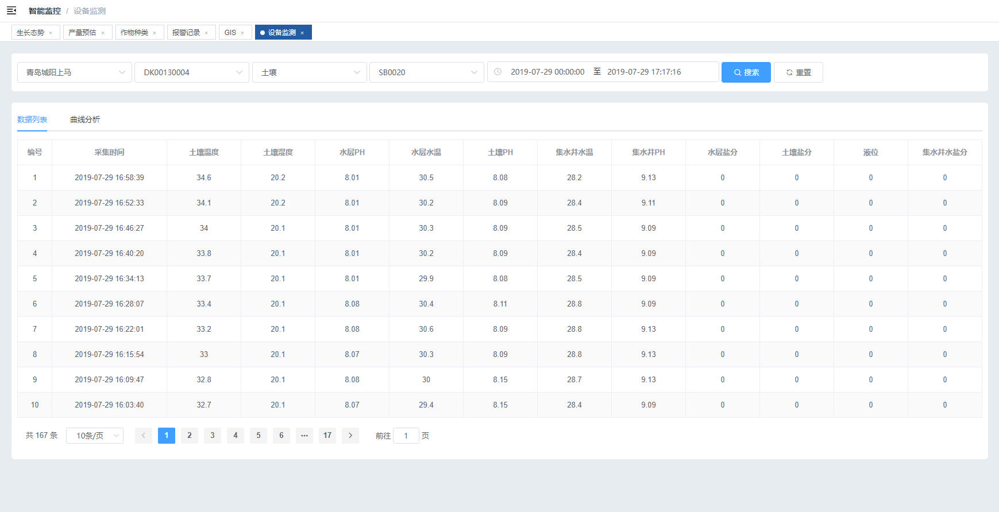 智能监控 / 设备监测
生长态势 × 产量预估 × 作物种类 × 报警记录 × GIS × 设备监测 ×
青岛城阳上马 DK00130004 土壤 SB0020 2019-07-29 00:00:00 至 2019-07-29 17:17:16 搜索 重置
数据列表 曲线分析
编号 采集时间 土壤温度 土壤湿度 水层PH 水层水温 土壤PH 集水井水温 集水井PH 水层盐分 土壤盐分 液位 集水井水盐分
1 2019-07-29 16:58:39 34.6 20.2 8.01 30.5 8.08 28.2 9.13 0 0 0 0
2 2019-07-29 16:52:33 34.1 20.2 8.01 30.2 8.09 28.4 9.11 0 0 0 0
3 2019-07-29 16:46:27 34 20.1 8.01 30.3 8.09 28.5 9.09 0 0 0 0
4 2019-07-29 16:40:20 33.8 20.1 8.01 30.2 8.09 28.4 9.09 0 0 0 0
5 2019-07-29 16:34:13 33.7 20.1 8.01 29.9 8.08 28.5 9.09 0 0 0 0
6 2019-07-29 16:28:07 33.4 20.1 8.08 30.4 8.11 28.8 9.09 0 0 0 0
7 2019-07-29 16:22:01 33.2 20.1 8.08 30.6 8.09 28.8 9.13 0 0 0 0
8 2019-07-29 16:15:54 33 20.1 8.07 30.3 8.09 28.8 9.13 0 0 0 0
9 2019-07-29 16:09:47 32.8 20.1 8.08 30 8.15 28.7 9.13 0 0 0 0
10 2019-07-29 16:03:40 32.7 20.1 8.07 29.4 8.15 28.4 9.09 0 0 0 0
共 167 条 10条/页 1 2 3 4 5 6 ••• 17 前往 1 页